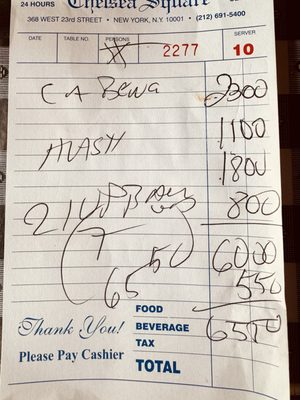 24 HOURS Chelsea Square
368 WEST 23rd STREET • NEW YORK, N.Y. 10001 • (212) 691-5400
DATE TABLE NO. PERSONS SERVER
2277 10
2300
1100
HASH
1800
800
6000
65 50
550
6550
FOOD
Thank You! BEVERAGE
TAX
Please Pay Cashier
TOTAL